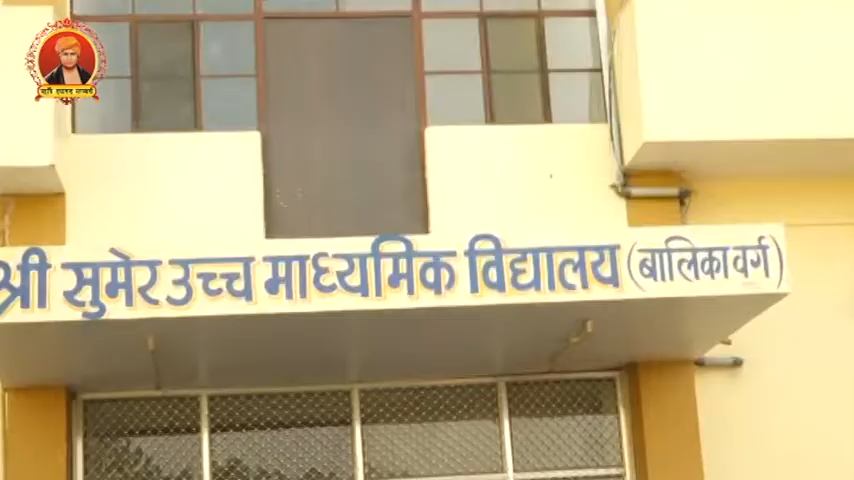 श्री सुमेर उच्च माध्यमिक विद्यालय (बालिका वर्ग)